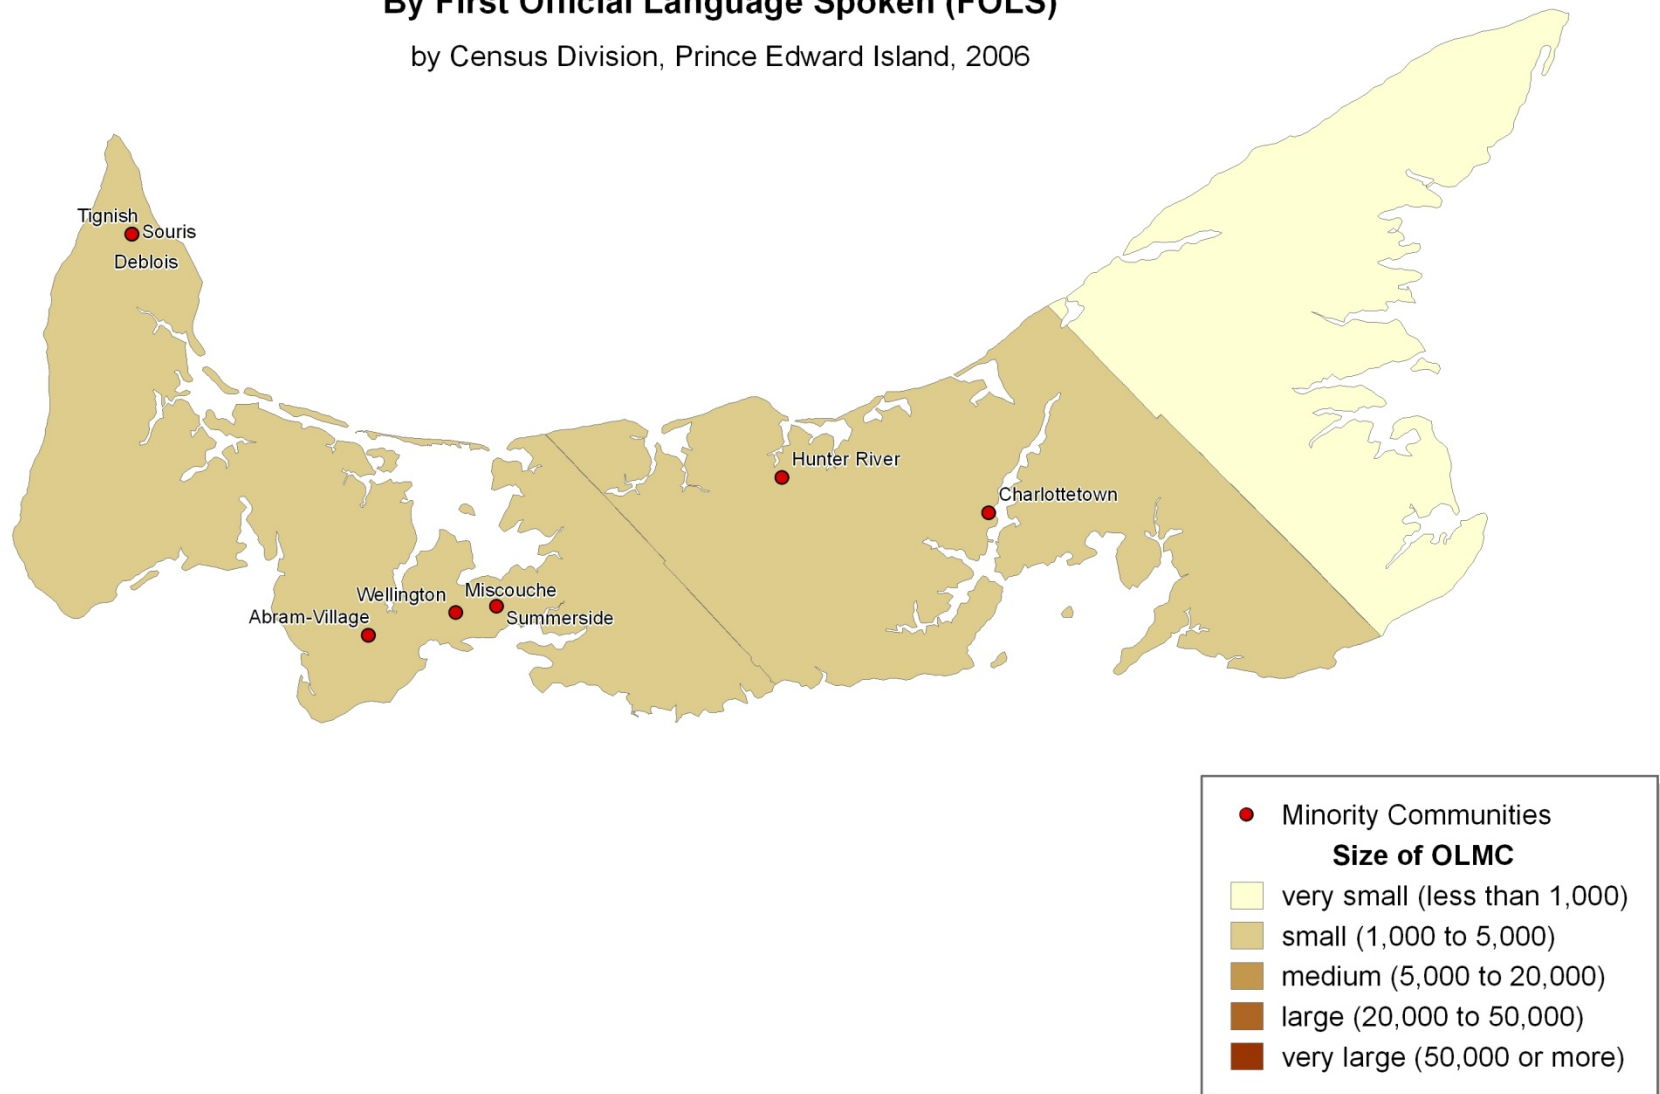 By First Official Language Spoken (FOLS)
by Census Division, Prince Edward Island, 2006
Tignish
Souris
Deblois
Hunter River
Charlottetown
Wellington
Miscouche
Abram-Village
Summerside
Minority Communities
Size of OLMC
very small (less than 1,000)
small (1,000 to 5,000)
medium (5,000 to 20,000)
large (20,000 to 50,000)
very large (50,000 or more)